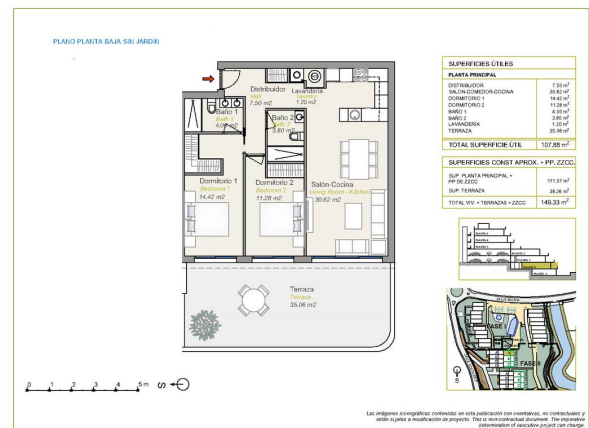 PLANO PLANTA BAJA SIN JARDIN
Distribuidor
Hall
7.50 m2
Lavandería
Laundry
1.20 m2
Baño 1
Bath 1
4.00 m2
Baño 2
Bath 2
3.80 m2
Dormitorio 1
Bedroom 1
14.42 m2
Dormitorio 2
Bedroom 2
11.28 m2
Salón-Cocina
Living Room - Kitchen
30.62 m2
Terraza
Terrace
35.06 m2
0 1 2 3 4 5 m
S
SUPERFICIES ÚTILES
PLANTA PRINCIPAL
DISTRIBUIDOR 7.50 m²
SALON-COMEDOR-COCINA 30.62 m²
DORMITORIO 1 14.42 m²
DORMITORIO 2 11.28 m²
BAÑO 1 4.00 m²
BAÑO 2 3.80 m²
LAVANDERÍA 1.20 m²
TERRAZA 35.06 m²
TOTAL SUPERFICIE ÚTIL 107.88 m²
SUPERFICIES CONST APROX. + PP. ZZCC.
SUP. PLANTA PRINCIPAL + PP DE ZZCC 111.07 m²
SUP. TERRAZA 38.26 m²
TOTAL VIV. + TERRAZAS + ZZCC 149.33 m²
FASE I
FASE II
S
Las imágenes iconográficas contenidas en esta publicación son orientativas, no contractuales y
están sujetas a modificación de proyecto. This is non-contractual document. The imperative
determination of executive project can change.